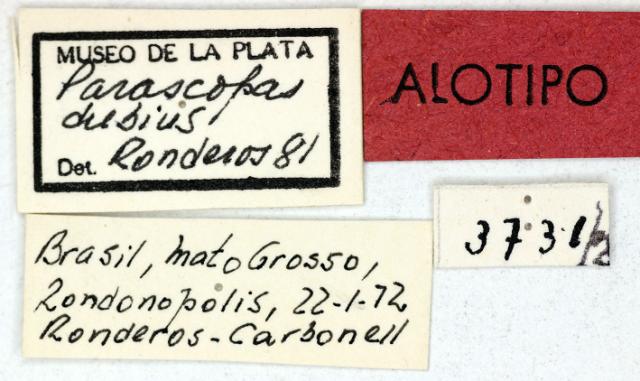 MUSEO DE LA PLATA
Parascopas
dubius
Det. Ronderos 81
ALOTIPO
3731/2
Brasil, Mato Grosso,
Rondonópolis, 22-1-72
Ronderos-Carbonell